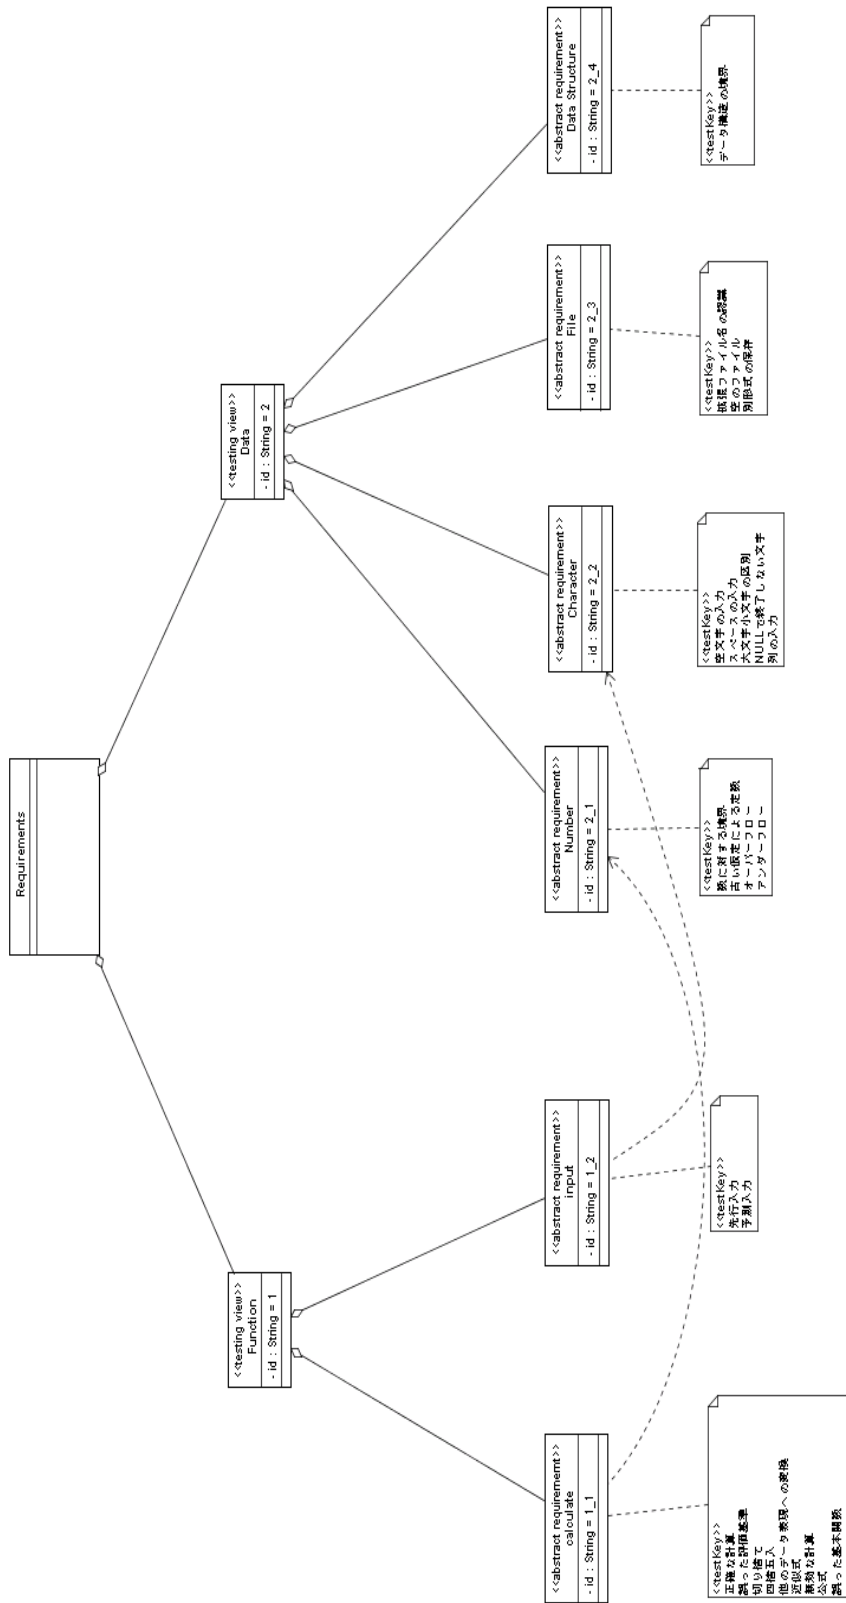 Requirements
<<testing view>>
Function
- id : String = 1
<<testing view>>
Data
- id : String = 2
<<abstract requirememt>>
calculate
- id : String = 1_1
<<abstract requirement>>
input
- id : String = 1_2
<<abstract requirement>>
Number
- id : String = 2_1
<<abstract requirement>>
Character
- id : String = 2_2
<<abstract requirement>>
File
- id : String = 2_3
<<abstract requirement>>
Data Structure
- id : String = 2_4
<<testKey>>
正確な計算
誤った評価基準
切り捨て
四捨五入
他のデータ表現への変換
近似式
無効な計算
公式
誤った基本関数
<<testKey>>
先行入力
予測入力
<<testKey>>
数に対する境界
古い仮定による定数
オーバーフロー
アンダーフロー
<<testKey>>
空文字の入力
スペースの入力
大文字小文字の区別
NULLで終了しない文字
列の入力
<<testKey>>
拡張ファイル名の認識
空のファイル
別形式の保存
<<testKey>>
データ構造の境界